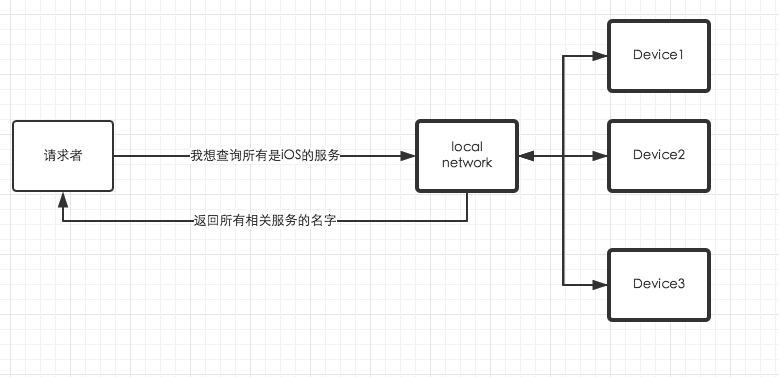 请求者
我想查询所有是iOS的服务
返回所有相关服务的名字
local
network
Device1
Device2
Device3